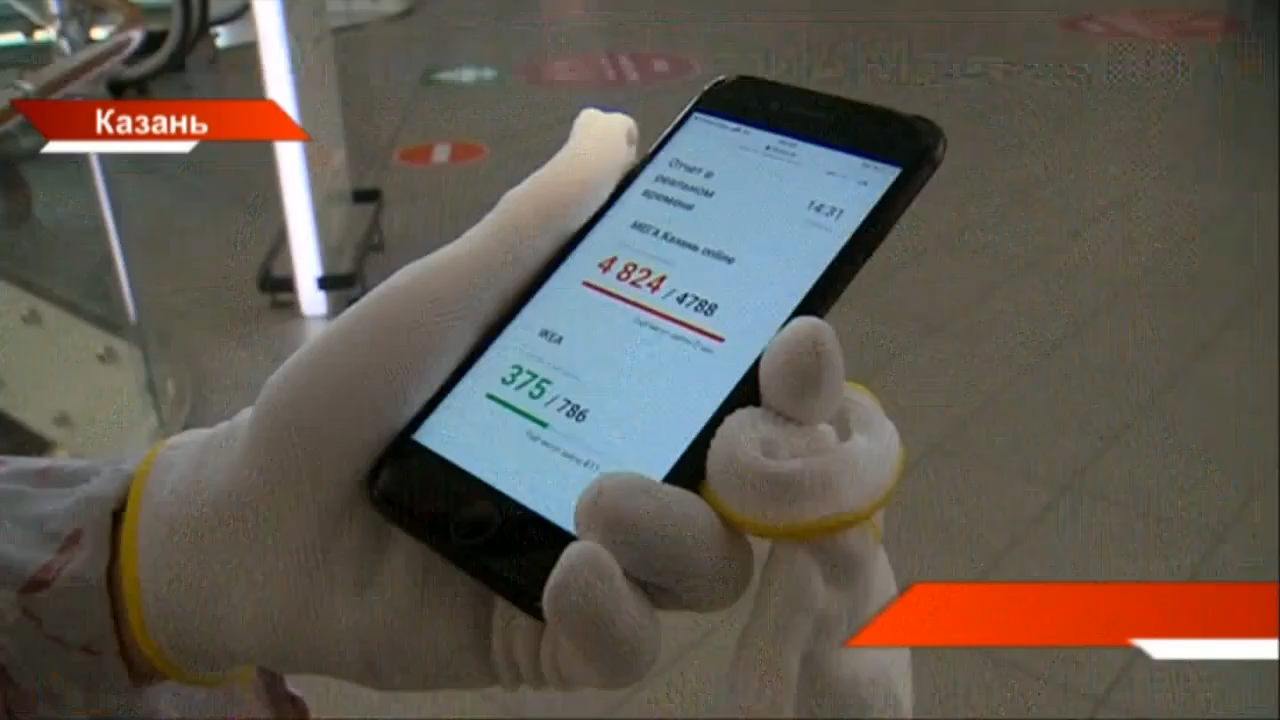 Казань
Отчет в
реальном
времени
14:31
МЕГА Казань online
4 824 / 4788
IKEA
375 / 786